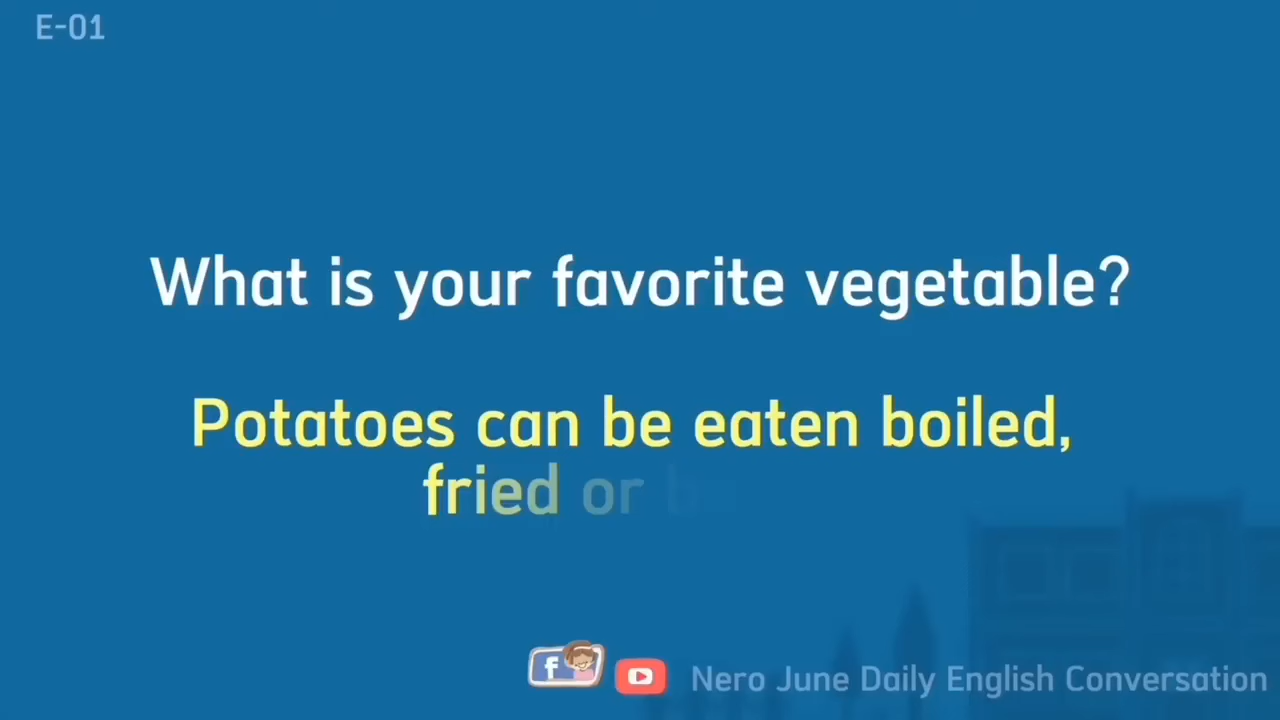 E-01
What is your favorite vegetable?
Potatoes can be eaten boiled,
fried or
Nero June Daily English Conversation